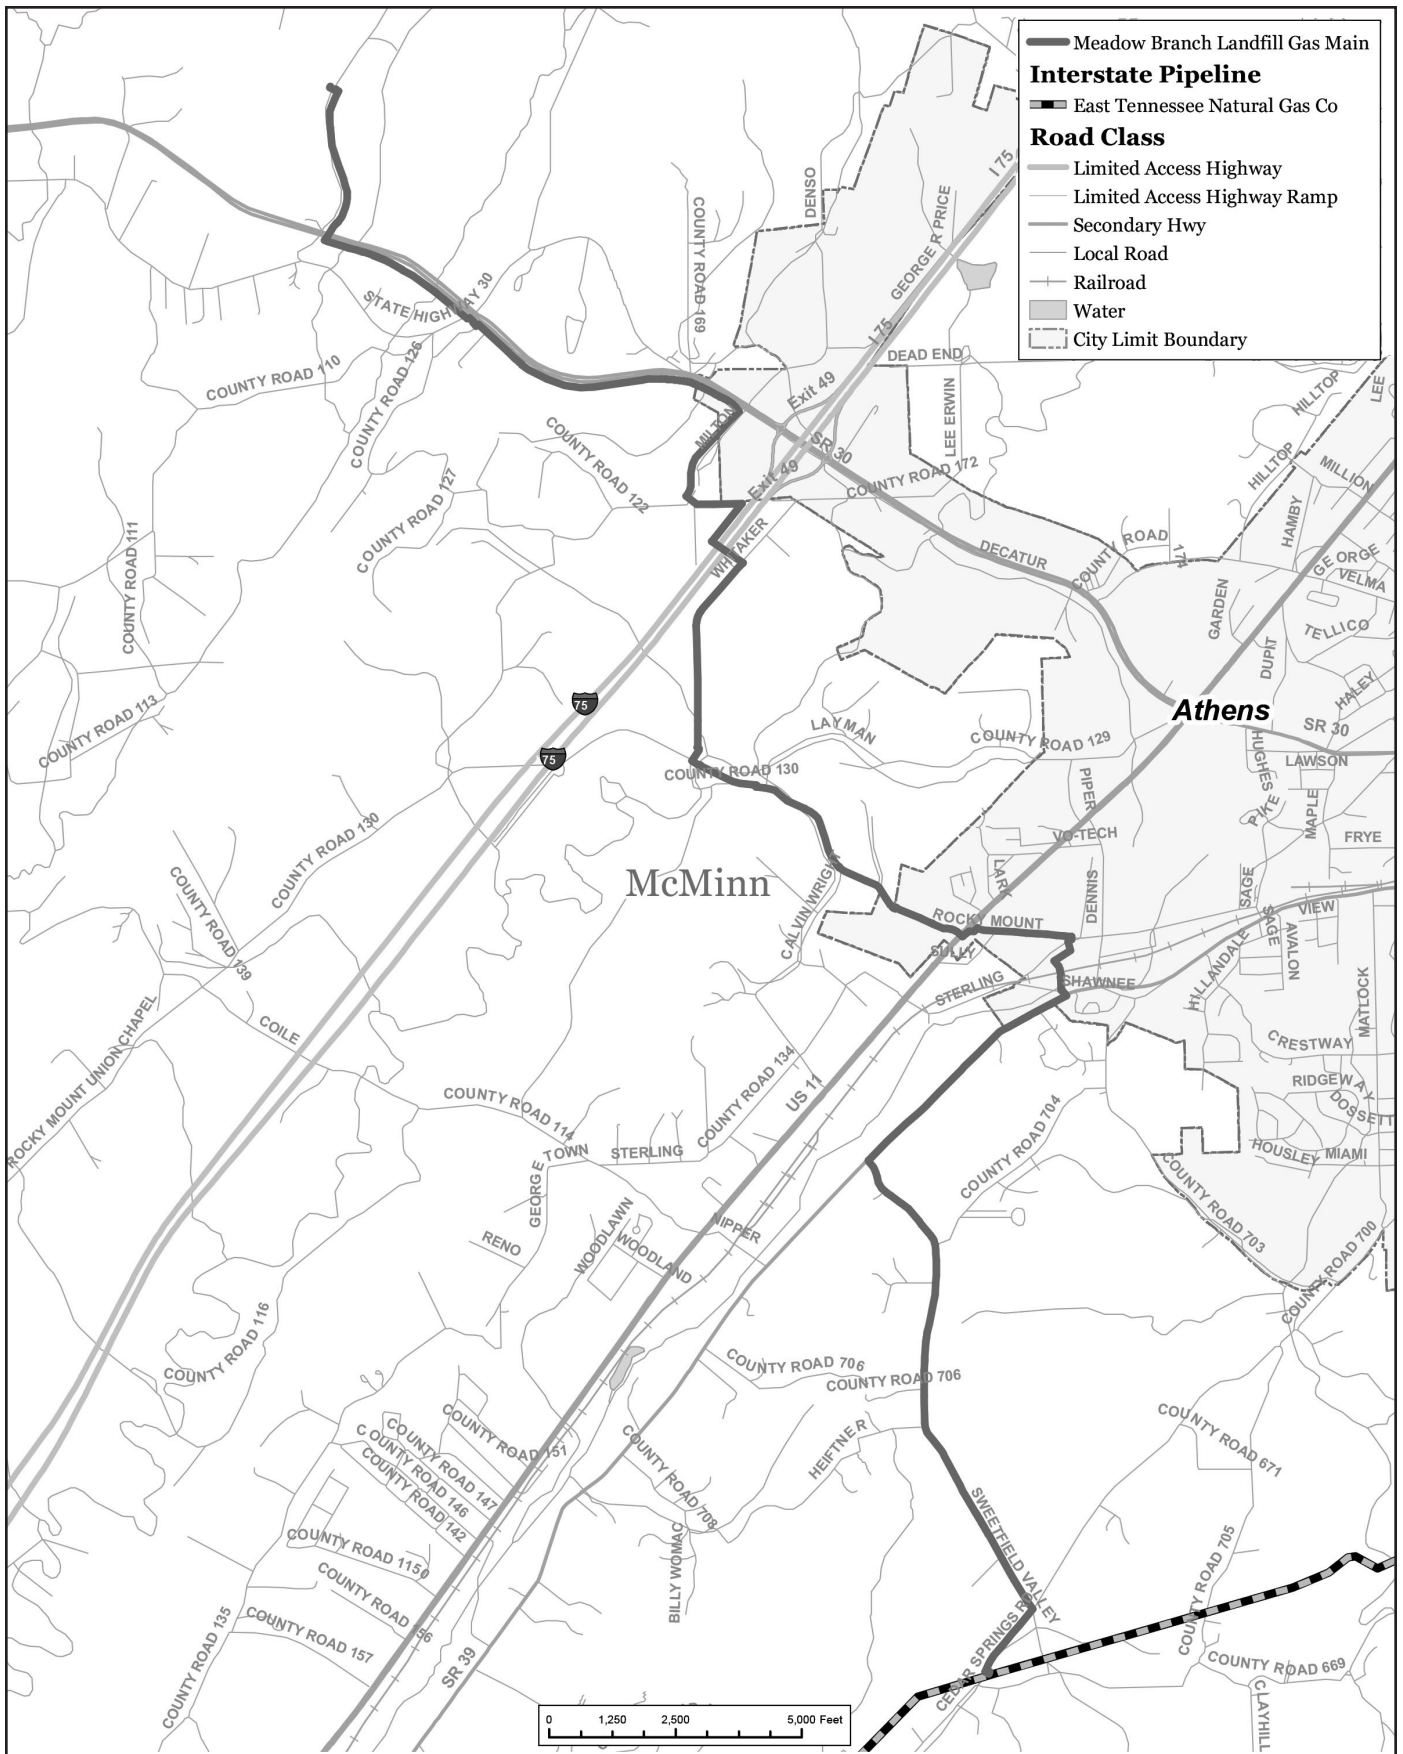 Meadow Branch Landfill Gas Main
Interstate Pipeline
East Tennessee Natural Gas Co
Road Class
Limited Access Highway
Limited Access Highway Ramp
Secondary Hwy
Local Road
Railroad
Water
City Limit Boundary
I 75
DENSO
GEORGE R PRICE
COUNTY ROAD 169
STATE HIGHWAY 30
I 75
DEAD END
COUNTY ROAD 110
COUNTY ROAD 126
Exit 49
LEE ERWIN
HILLTOP
LEE
MILTON
SR 30
COUNTY ROAD 122
COUNTY ROAD 127
Exit 49
COUNTY ROAD 172
HILLTOP
MILLION
HAMBY
COUNTY ROAD 111
WHITAKER
DECATUR
COUNTY ROAD
174
GEORGE
VELMA
GARDEN
TELLICO
DUPIT
HALEY
75
Athens
COUNTY ROAD 113
LAYMAN
COUNTY ROAD 129
SR 30
75
COUNTY ROAD 130
HUGHES
LAWSON
PIPER
PIKE
MAPLE
COUNTY ROAD 130
VO-TECH
FRYE
McMinn
COUNTY ROAD 139
CALVIN WRIGHT
LARK
DENNIS
SAGE
SAGE
VIEW
ROCKY MOUNT
SULLY
AVALON
HILLANDALE
STERLING
SHAWNEE
MATLOCK
ROCKY MOUNT UNION CHAPEL
COILE
CRESTWAY
COUNTY ROAD 134
US 11
RIDGEWAY
DOSSETT
COUNTY ROAD 114
COUNTY ROAD 704
GEORGE TOWN
STERLING
HOUSLEY
MIAMI
COUNTY ROAD 703
RENO
WOODLAWN
WOODLAND
NIPPER
COUNTY ROAD 700
COUNTY ROAD 116
COUNTY ROAD 706
COUNTY ROAD 706
COUNTY ROAD 151
COUNTY ROAD 147
COUNTY ROAD 146
COUNTY ROAD 142
COUNTY ROAD 708
HEIFTNER
COUNTY ROAD 671
SWEETFIELD VALLEY
COUNTY ROAD 1150
BILLY WOMAC
COUNTY ROAD 705
COUNTY ROAD 156
COUNTY ROAD 157
COUNTY ROAD 135
SR 39
CEDAR SPRINGS RD
COUNTY ROAD 669
CLAYHILL
0 1,250 2,500 5,000 Feet